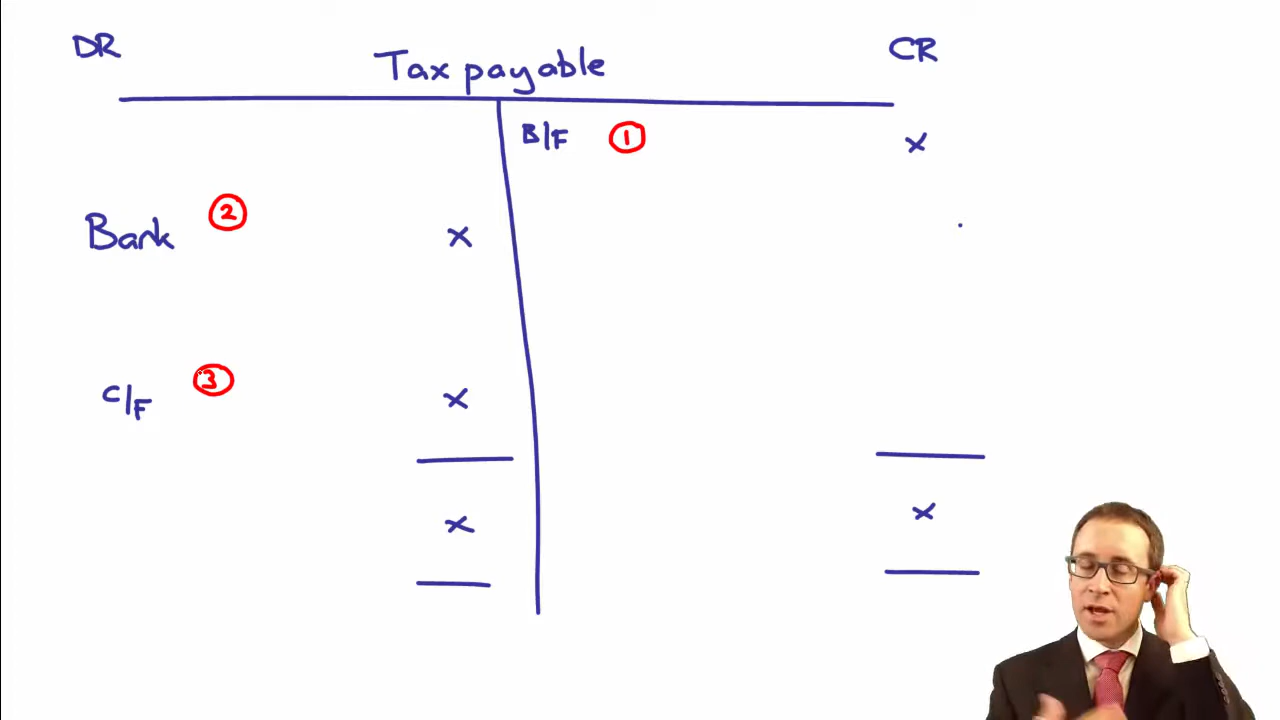 DR
Tax payable
CR
B/F 1 x
Bank 2 x
C/F 3 x
x x